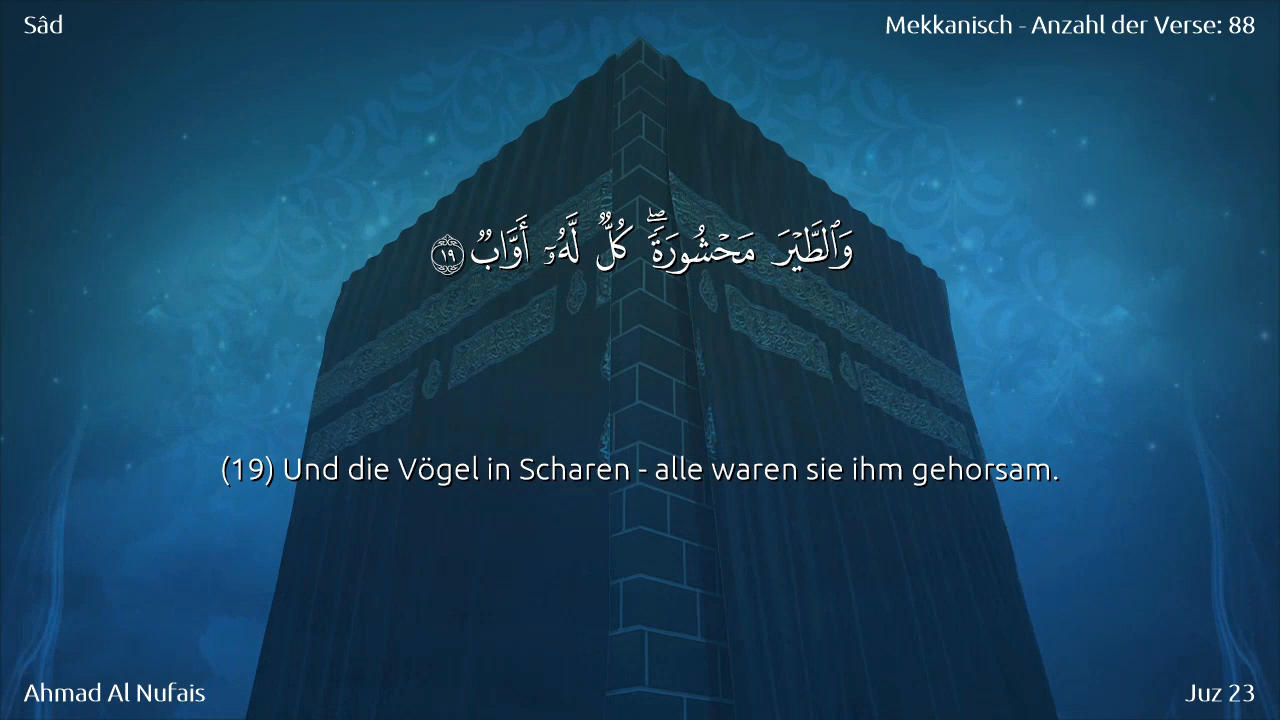 Sâd
Mekkanisch - Anzahl der Verse: 88
وَٱلطَّيْرَ مَحْشُورَةً ۖ كُلٌّ لَّهُۥٓ أَوَّابٌ ١٩
(19) Und die Vögel in Scharen - alle waren sie ihm gehorsam.
Ahmad Al Nufais
Juz 23